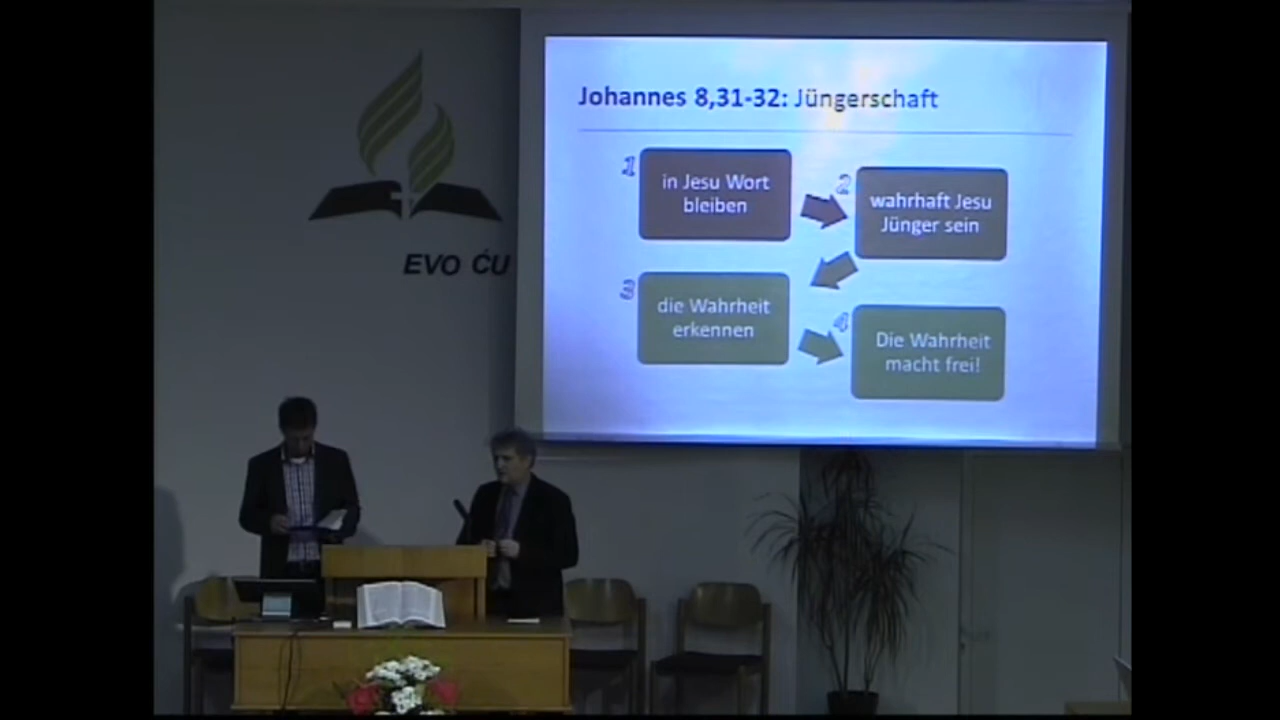 Johannes 8,31-32: Jüngerschaft
1
in Jesu Wort
bleiben
2
wahrhaft Jesu
Jünger sein
3
die Wahrheit
erkennen
4
Die Wahrheit
macht frei!
EVO ĆU